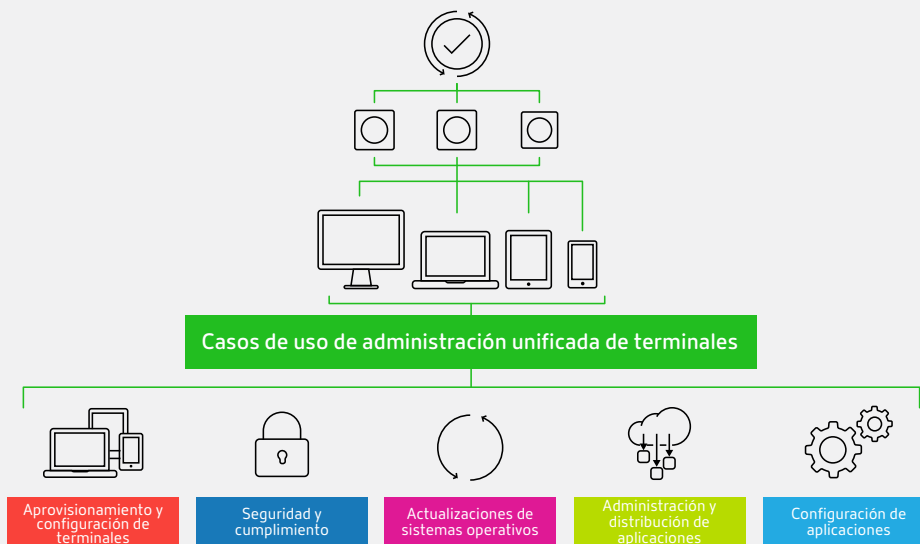 Casos de uso de administración unificada de terminales
Aprovisionamiento y
configuración de
terminales
Seguridad y
cumplimiento
Actualizaciones de
sistemas operativos
Administración y
distribución de
aplicaciones
Configuración de
aplicaciones